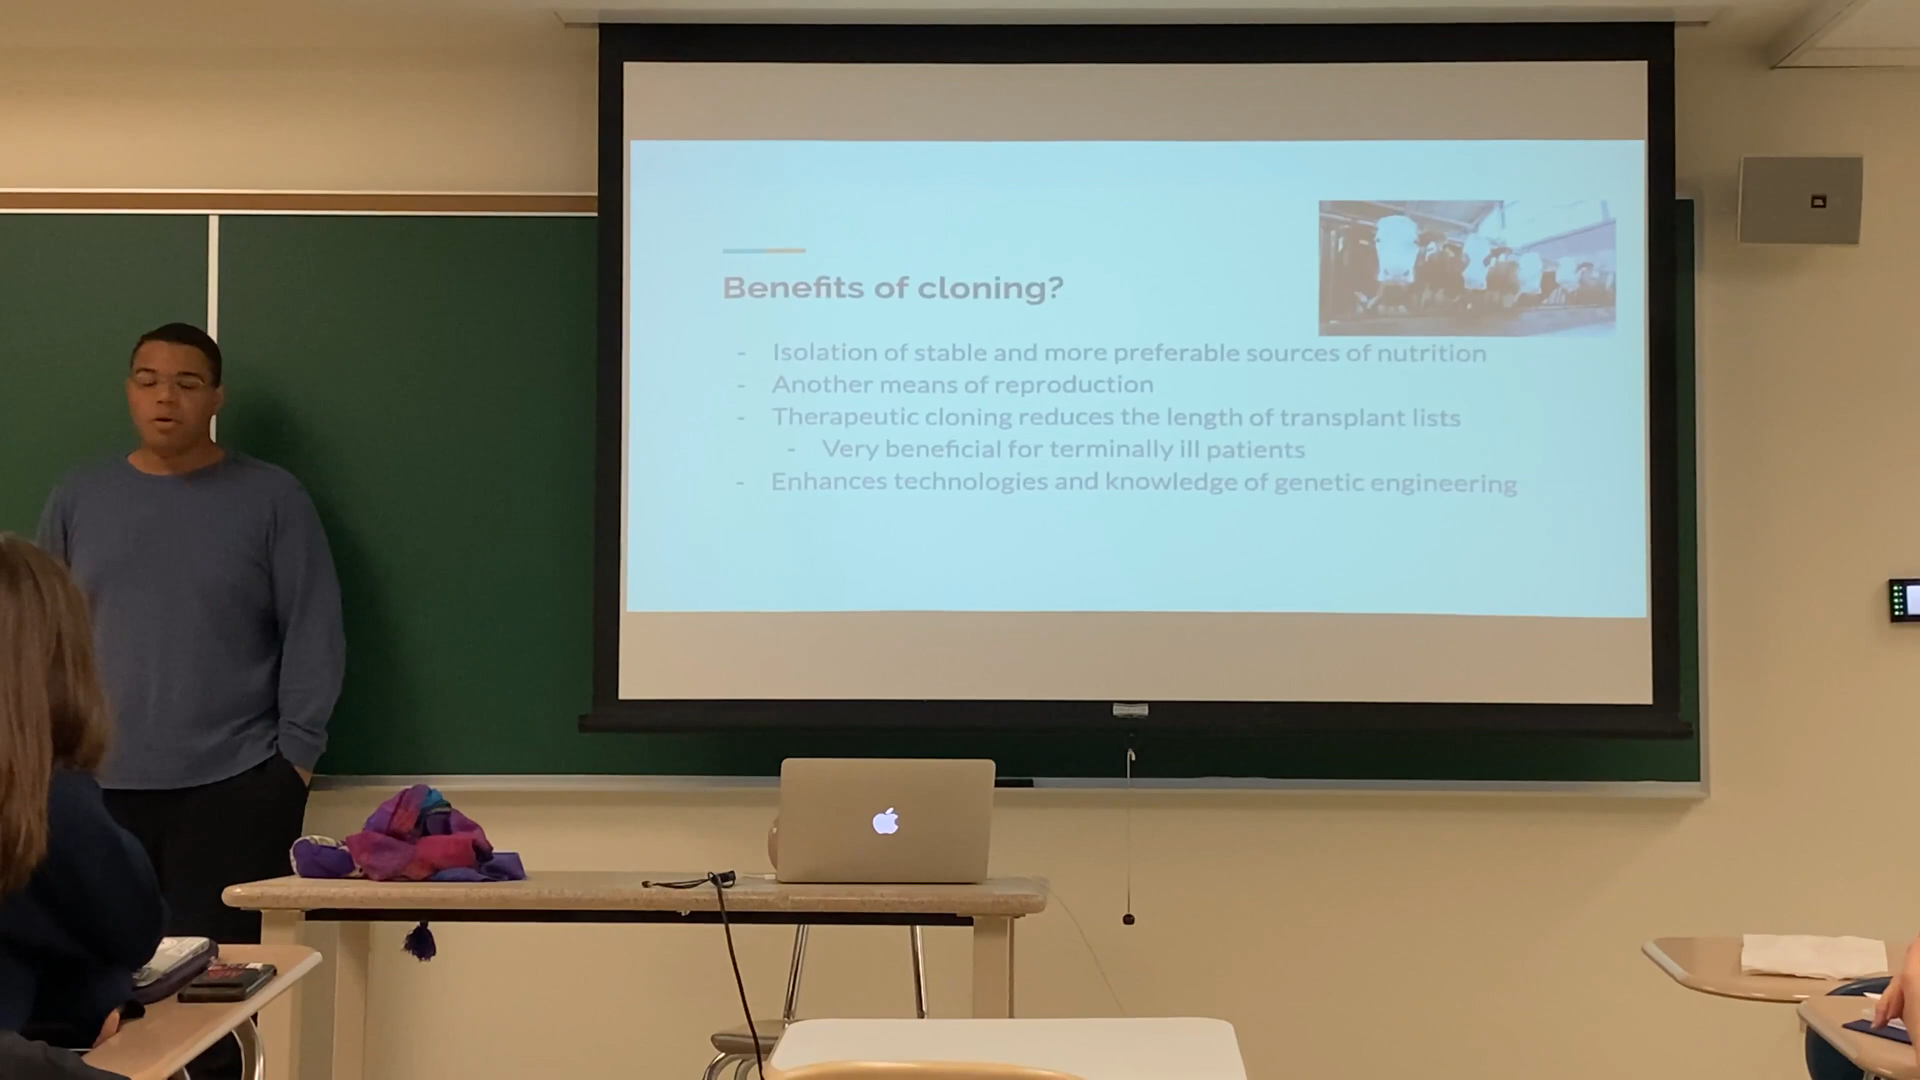 Benefits of cloning?
- Isolation of stable and more preferable sources of nutrition
- Another means of reproduction
- Therapeutic cloning reduces the length of transplant lists
- Very beneficial for terminally ill patients
- Enhances technologies and knowledge of genetic engineering